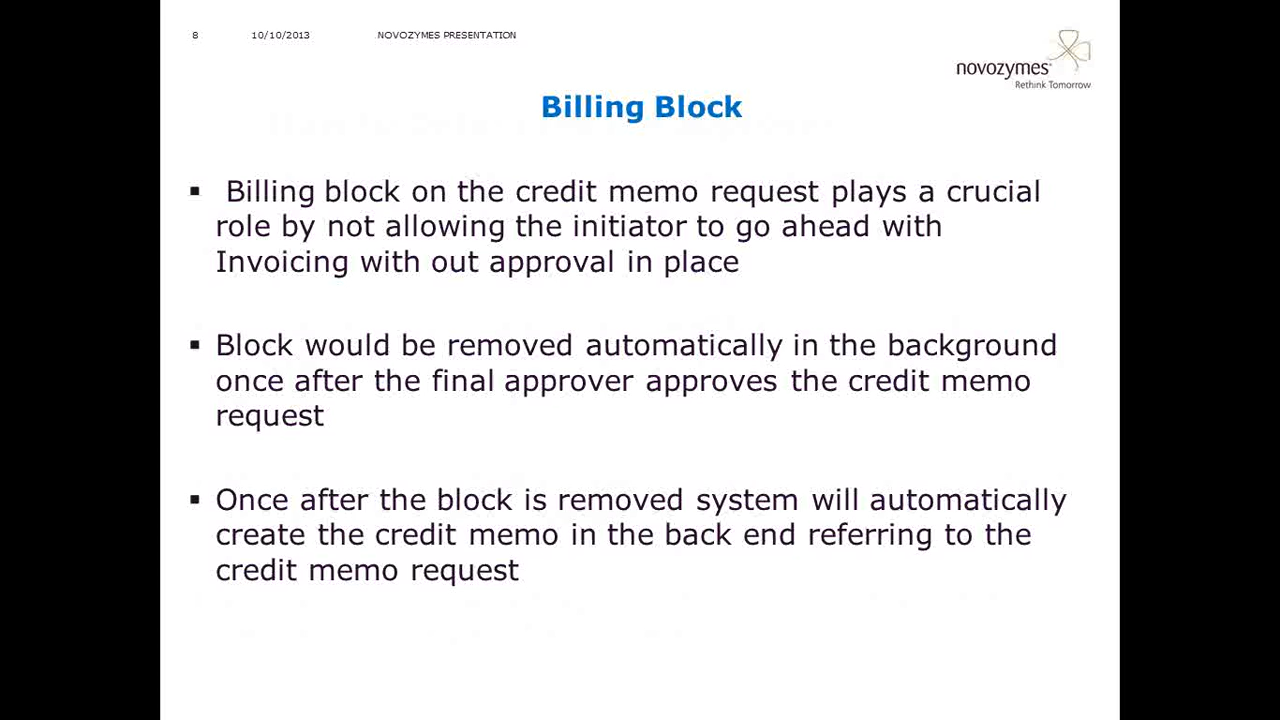 8 10/10/2013 NOVOZYMES PRESENTATION
novozymes®
Rethink Tomorrow
Billing Block
▪ Billing block on the credit memo request plays a crucial
role by not allowing the initiator to go ahead with
Invoicing with out approval in place
▪ Block would be removed automatically in the background
once after the final approver approves the credit memo
request
▪ Once after the block is removed system will automatically
create the credit memo in the back end referring to the
credit memo request